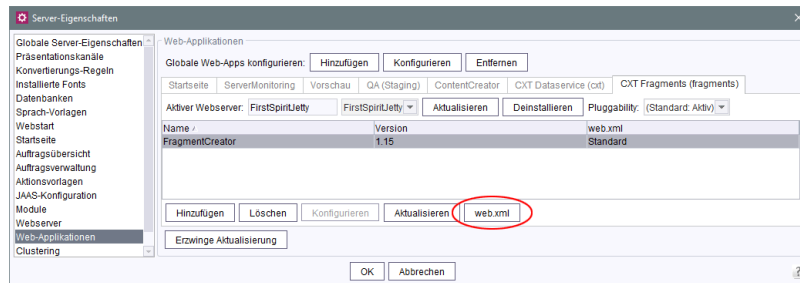 Server-Eigenschaften
Globale Server-Eigenschaften
Präsentationskanäle
Konvertierungs-Regeln
Installierte Fonts
Datenbanken
Sprach-Vorlagen
Webstart
Startseite
Auftragsübersicht
Auftragsverwaltung
Aktionsvorlagen
JAAS-Konfiguration
Module
Webserver
Web-Applikationen
Clustering
Web-Applikationen
Globale Web-Apps konfigurieren: Hinzufügen Konfigurieren Entfernen
Startseite ServerMonitoring Vorschau QA (Staging) ContentCreator CXT Dataservice (cxt) CXT Fragments (fragments)
Aktiver Webserver: FirstSpiritJetty FirstSpiritJetty Aktualisieren Deinstallieren Pluggability: (Standard: Aktiv)
Name Version web.xml
FragmentCreator 1.15 Standard
Hinzufügen Löschen Konfigurieren Aktualisieren web.xml
Erzwinge Aktualisierung
OK Abbrechen